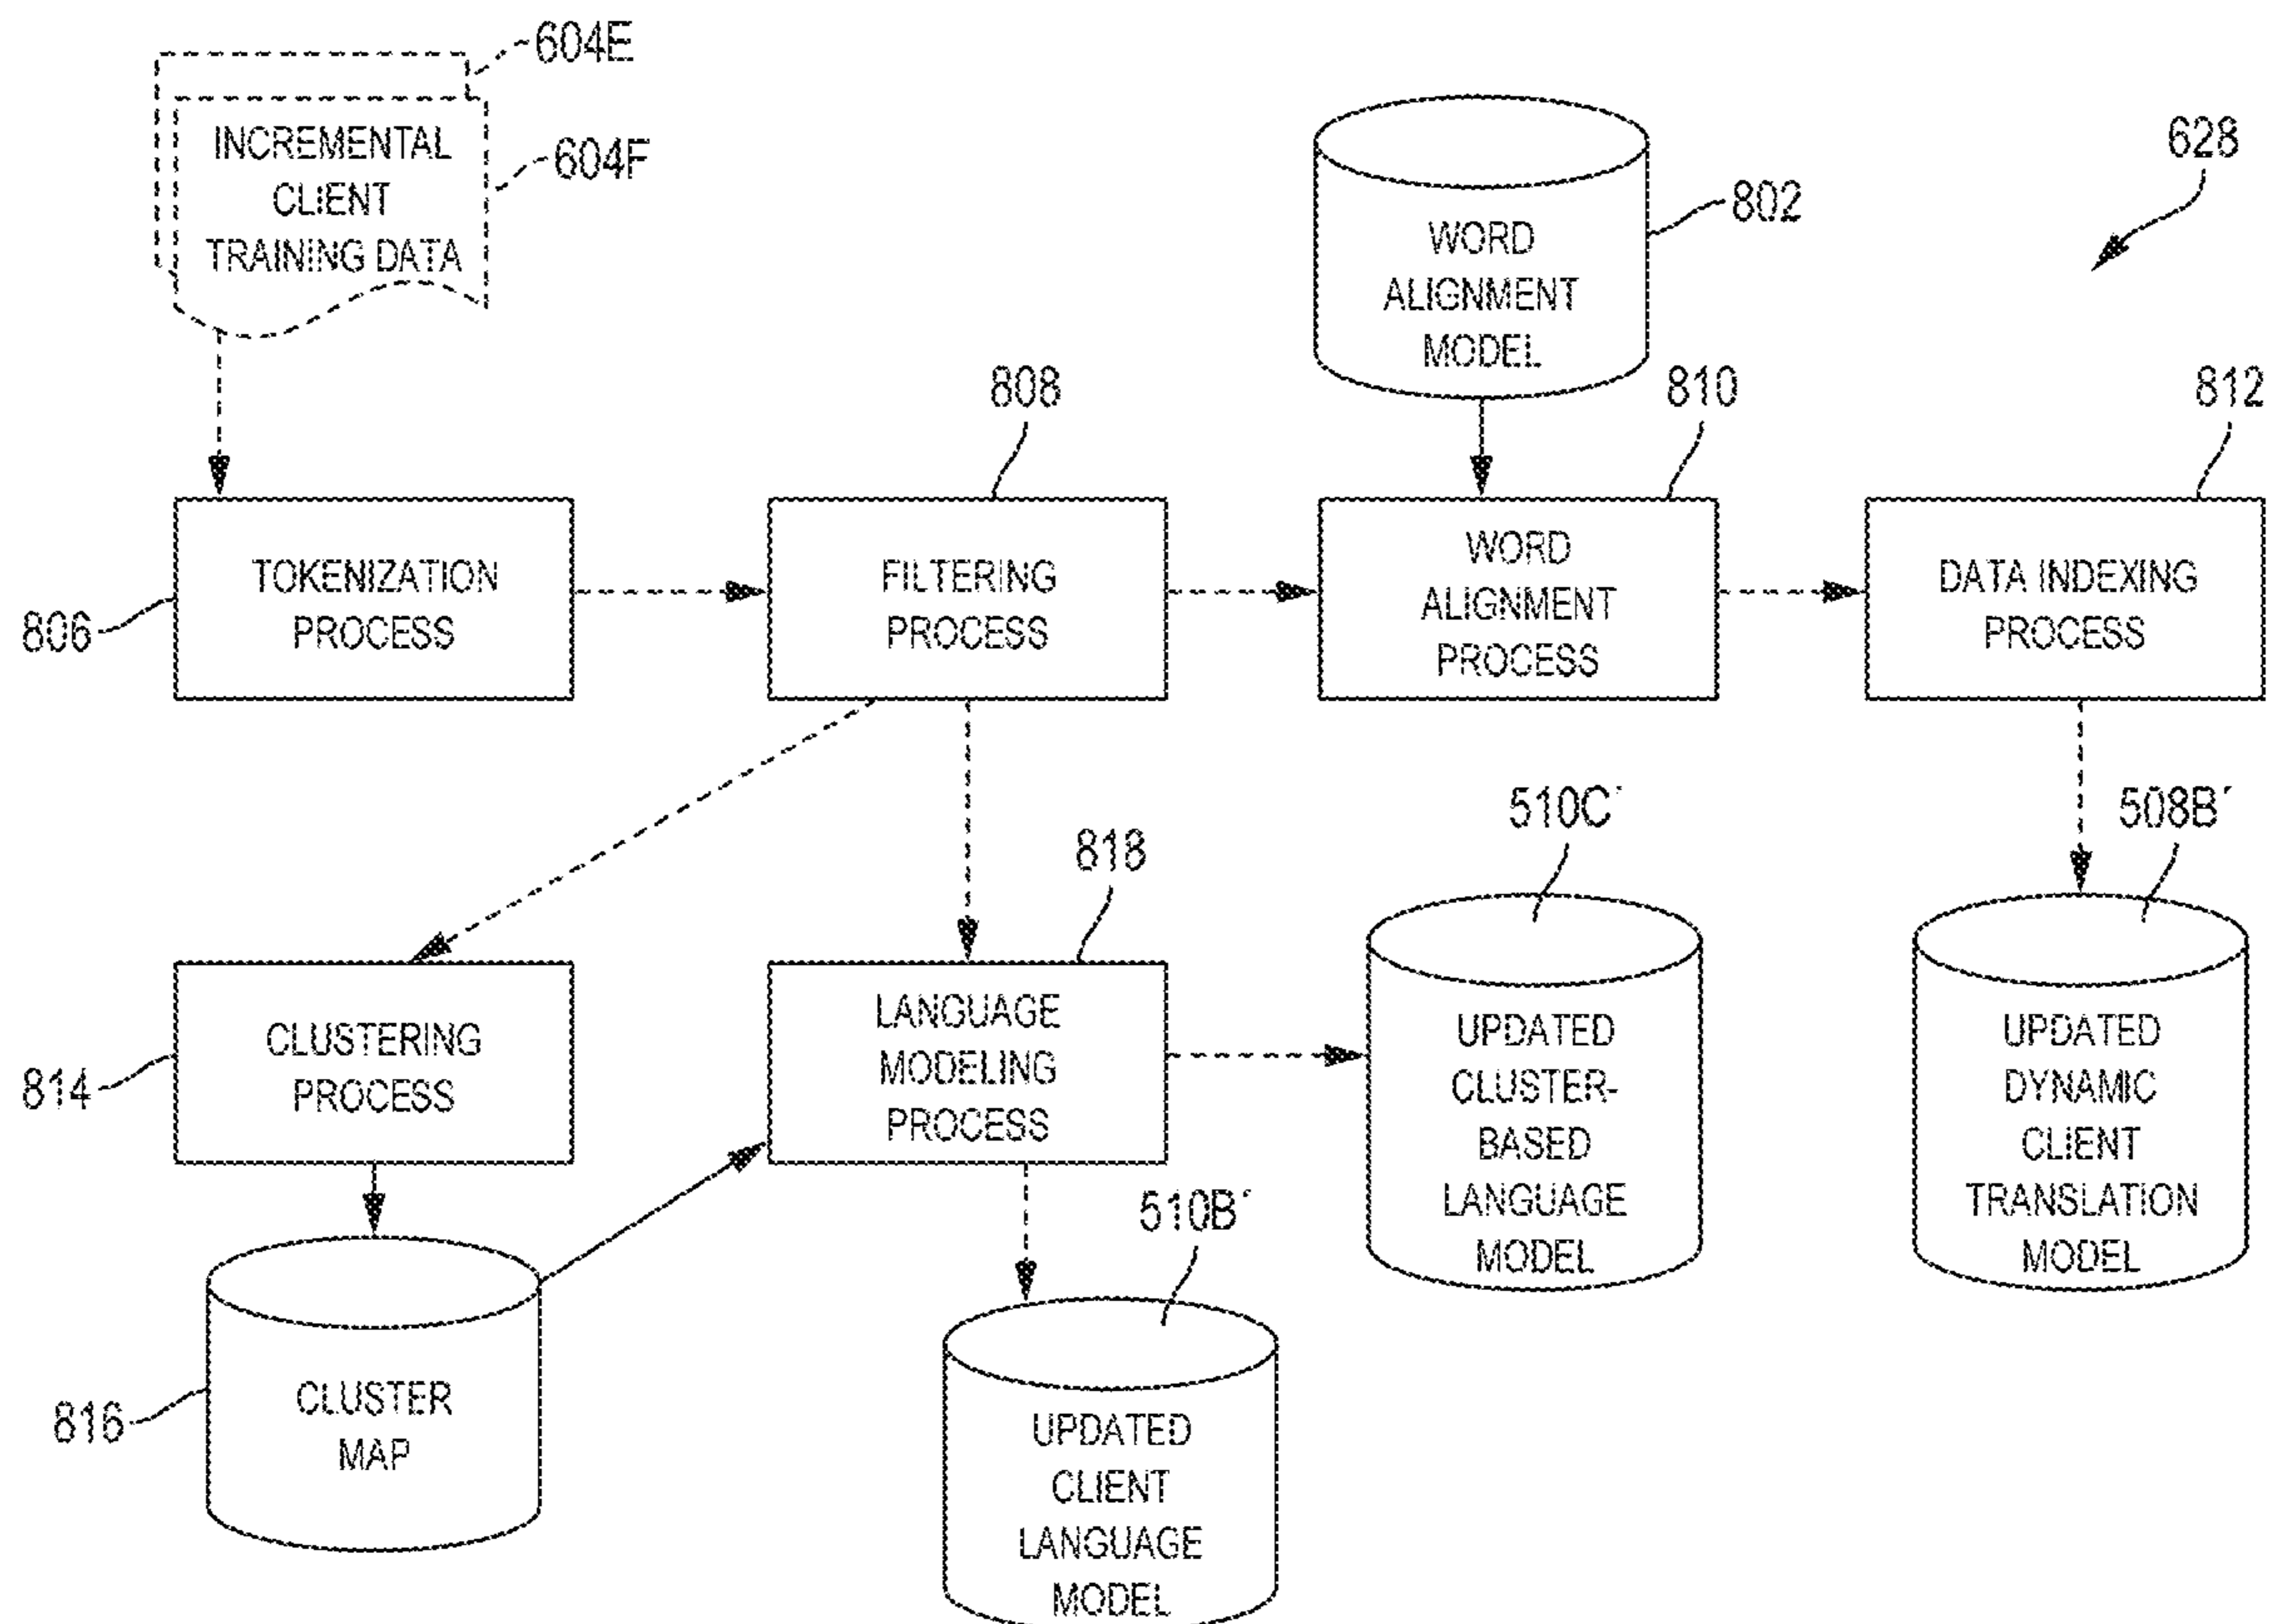 604E
INCREMENTAL
CLIENT
TRAINING DATA
604F
WORD
ALIGNMENT
MODEL
802
628
808
810
812
TOKENIZATION
PROCESS
806
FILTERING
PROCESS
WORD
ALIGNMENT
PROCESS
DATA INDEXING
PROCESS
818
510C'
508B'
CLUSTERING
PROCESS
814
LANGUAGE
MODELING
PROCESS
UPDATED
CLUSTER-
BASED
LANGUAGE
MODEL
UPDATED
DYNAMIC
CLIENT
TRANSLATION
MODEL
510B'
CLUSTER
MAP
816
UPDATED
CLIENT
LANGUAGE
MODEL